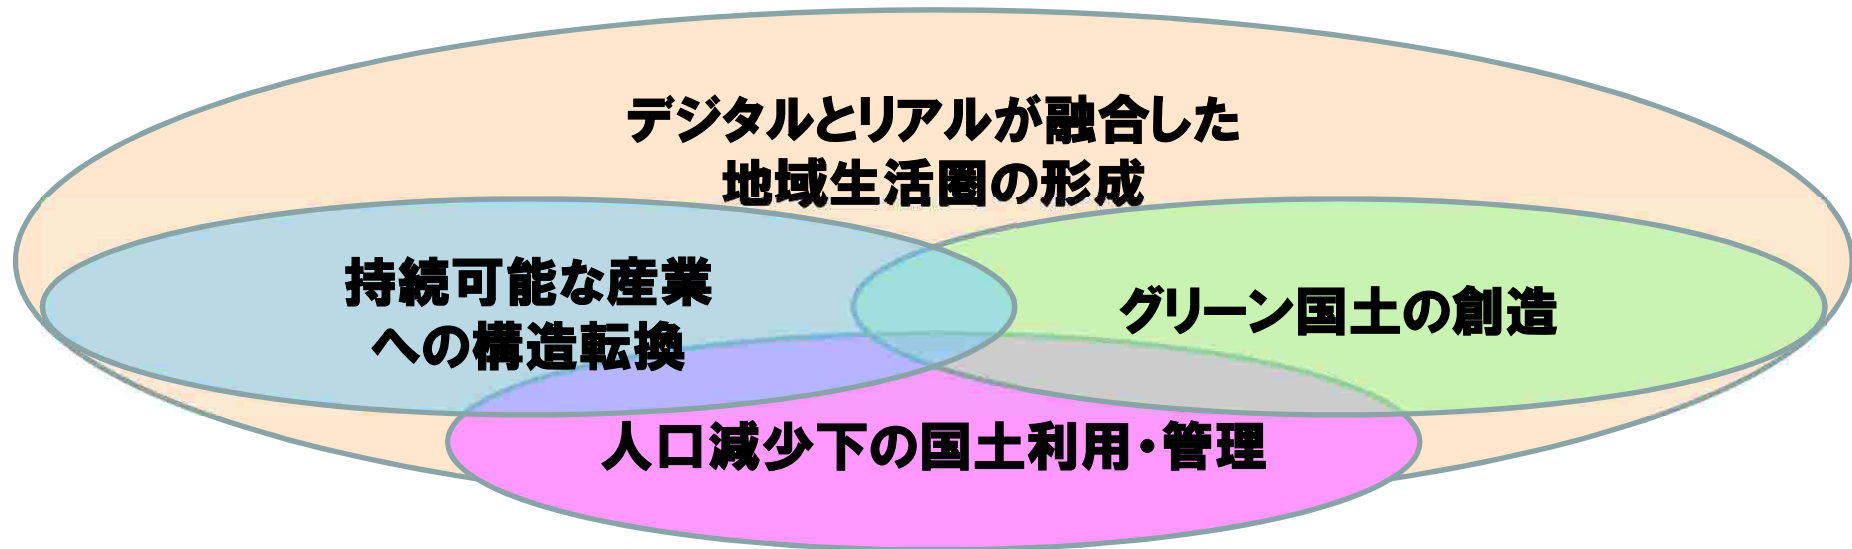 デジタルとリアルが融合した
地域生活圏の形成
持続可能な産業
への構造転換
グリーン国土の創造
人口減少下の国土利用・管理